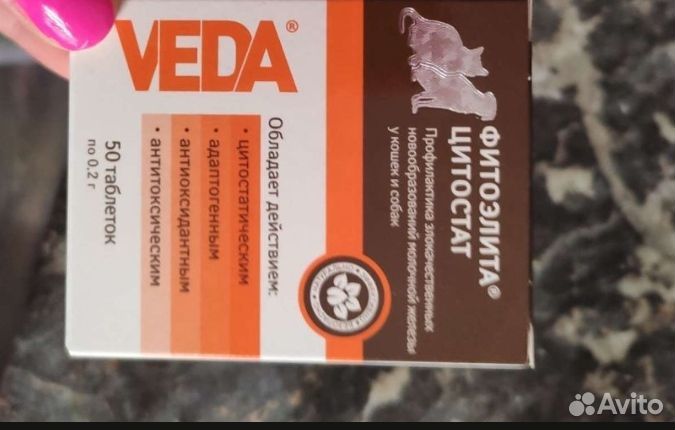 VEDA®
ФИТОЭЛИТА®
ЦИТОСТАТ
Профилактика злокачественных
новообразований молочной железы
у кошек и собак
Обладает действием:
• цитостатическим
• адаптогенным
• антиоксидантным
• антитоксическим
50 таблеток
по 0,2 г
Avito